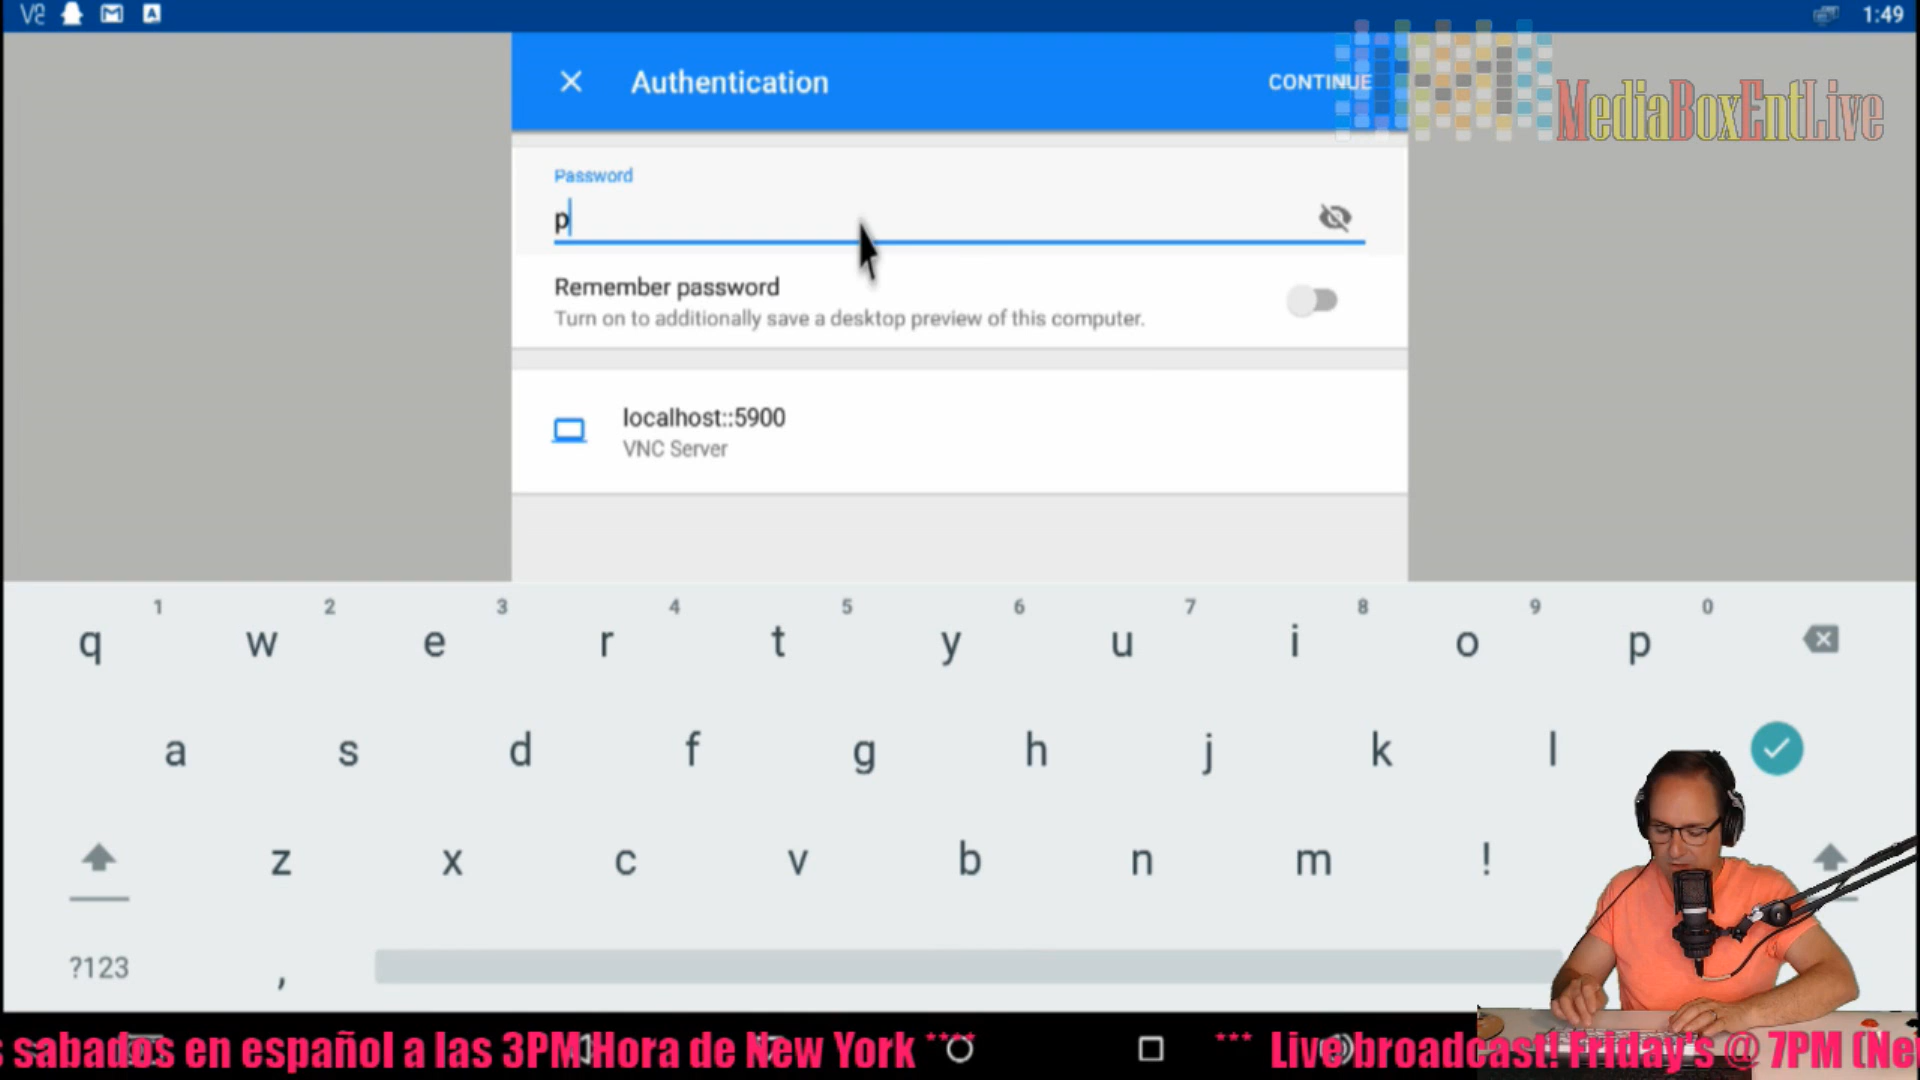 1:49
Authentication
CONTINUE
MediaBoxEntLive
Password
p
Remember password
Turn on to additionally save a desktop preview of this computer.
localhost::5900
VNC Server
1 2 3 4 5 6 7 8 9 0
q w e r t y u i o p
a s d f g h j k l
z x c v b n m !
?123 ,
s sabados en español a las 3PM Hora de New York **** *** Live broadcast! Friday's @ 7PM (Ne